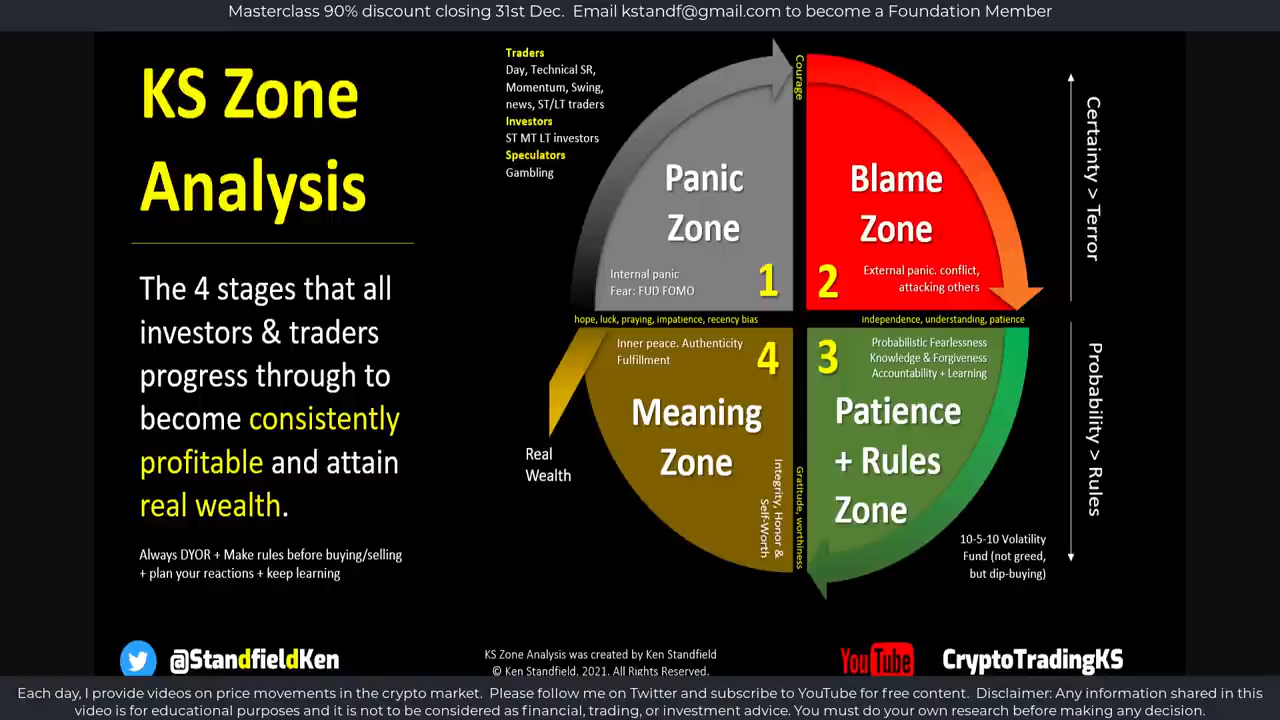 Masterclass 90% discount closing 31st Dec.  Email kstandf@gmail.com to become a Foundation Member
KS Zone
Analysis
The 4 stages that all
investors & traders
progress through to
become consistently
profitable and attain
real wealth.
Always DYOR + Make rules before buying/selling
+ plan your reactions + keep learning
Traders
Day, Technical SR,
Momentum, Swing,
news, ST/LT traders
Investors
ST MT LT investors
Speculators
Gambling
Courage
Panic
Zone
Internal panic
Fear: FUD FOMO
1
Blame
Zone
2
External panic. conflict,
attacking others
Certainty > Terror
hope, luck, praying, impatience, recency bias
independence, understanding, patience
Inner peace. Authenticity
Fulfillment
4
Meaning
Zone
Integrity, Honor &
Self-Worth
Gratitude, worthiness
3
Probabilistic Fearlessness
Knowledge & Forgiveness
Accountability + Learning
Patience
+ Rules
Zone
Probability > Rules
Real
Wealth
10-5-10 Volatility
Fund (not greed,
but dip-buying)
@StandfieldKen
KS Zone Analysis was created by Ken Standfield
© Ken Standfield, 2021. All Rights Reserved.
YouTube
CryptoTradingKS
Each day, I provide videos on price movements in the crypto market.  Please follow me on Twitter and subscribe to YouTube for free content.  Disclaimer: Any information shared in this
video is for educational purposes and it is not to be considered as financial, trading, or investment advice. You must do your own research before making any decision.